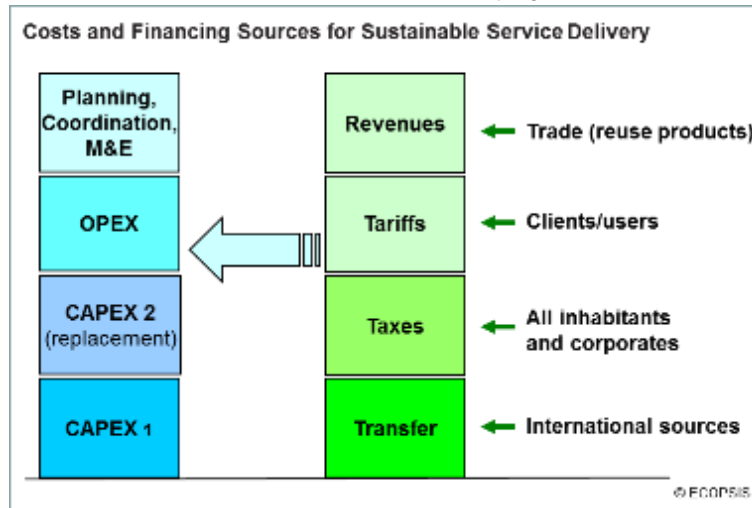 Costs and Financing Sources for Sustainable Service Delivery
Planning,
Coordination,
M&E
OPEX
CAPEX 2
(replacement)
CAPEX 1
Revenues
Tariffs
Taxes
Transfer
Trade (reuse products)
Clients/users
All inhabitants
and corporates
International sources
© ECOPSIS